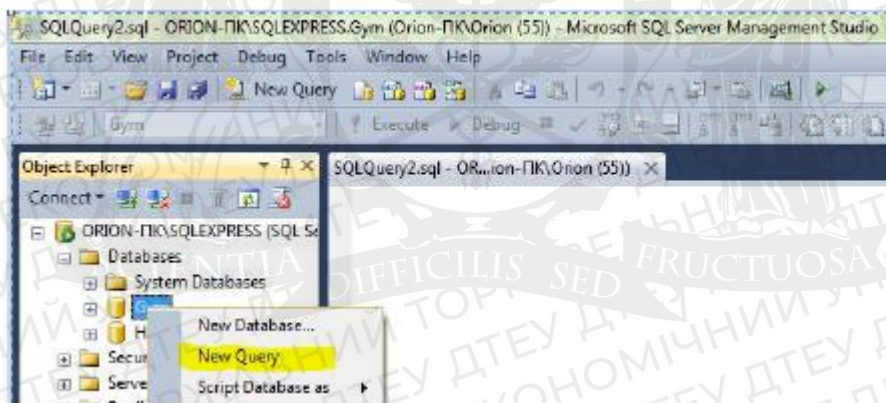 SQLQuery2.sql - ORION-ПК\SQLEXPRESS.Gym (Orion-ПК\Orion (55)) - Microsoft SQL Server Management Studio
File Edit View Project Debug Tools Window Help
New Query
Gym Execute Debug
Object Explorer
SQLQuery2.sql - OR...ion-ПК\Orion (55))
Connect
ORION-ПК\SQLEXPRESS (SQL Se
Databases
System Databases
G
H
New Database...
Secur
New Query
Serve
Script Database as
DIFFICILIS SED FRUCTUOSA